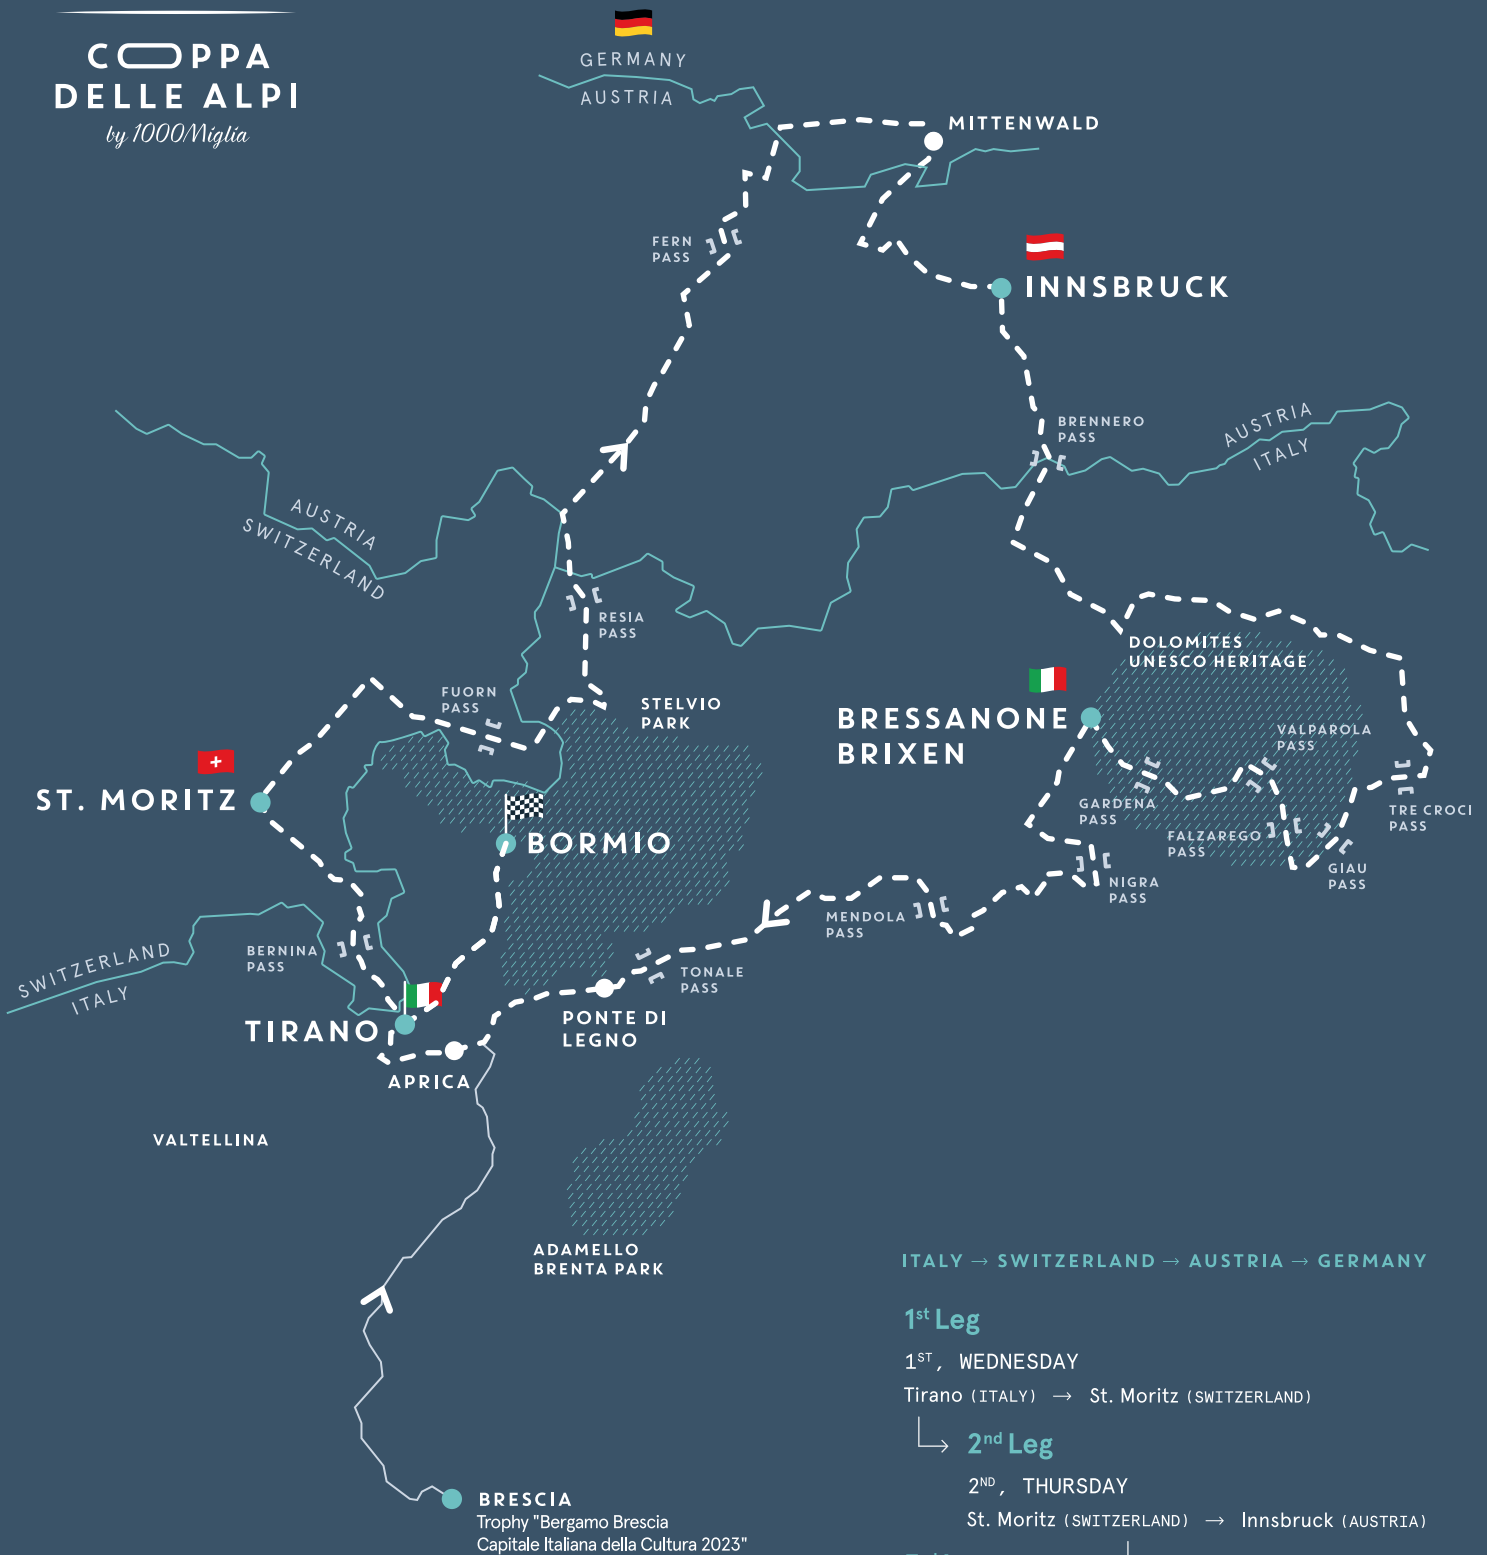 COPPA
DELLE ALPI
by 1000Miglia
GERMANY
AUSTRIA
MITTENWALD
FERN
PASS
INNSBRUCK
BRENNERO
PASS
AUSTRIA
ITALY
AUSTRIA
SWITZERLAND
RESIA
PASS
DOLOMITES
UNESCO HERITAGE
FUORN
PASS
STELVIO
PARK
BRESSANONE
BRIXEN
VALPAROLA
PASS
ST. MORITZ
GARDENA
PASS
TRE CROCI
PASS
BORMIO
FALZAREGO
PASS
GIAU
PASS
NIGRA
PASS
MENDOLA
PASS
BERNINA
PASS
SWITZERLAND
ITALY
TONALE
PASS
TIRANO
PONTE DI
LEGNO
APRICA
VALTELLINA
ADAMELLO
BRENTA PARK
ITALY → SWITZERLAND → AUSTRIA → GERMANY
1st Leg
1ST, WEDNESDAY
Tirano (ITALY) → St. Moritz (SWITZERLAND)
2nd Leg
2ND, THURSDAY
St. Moritz (SWITZERLAND) → Innsbruck (AUSTRIA)
BRESCIA
Trophy "Bergamo Brescia
Capitale Italiana della Cultura 2023"